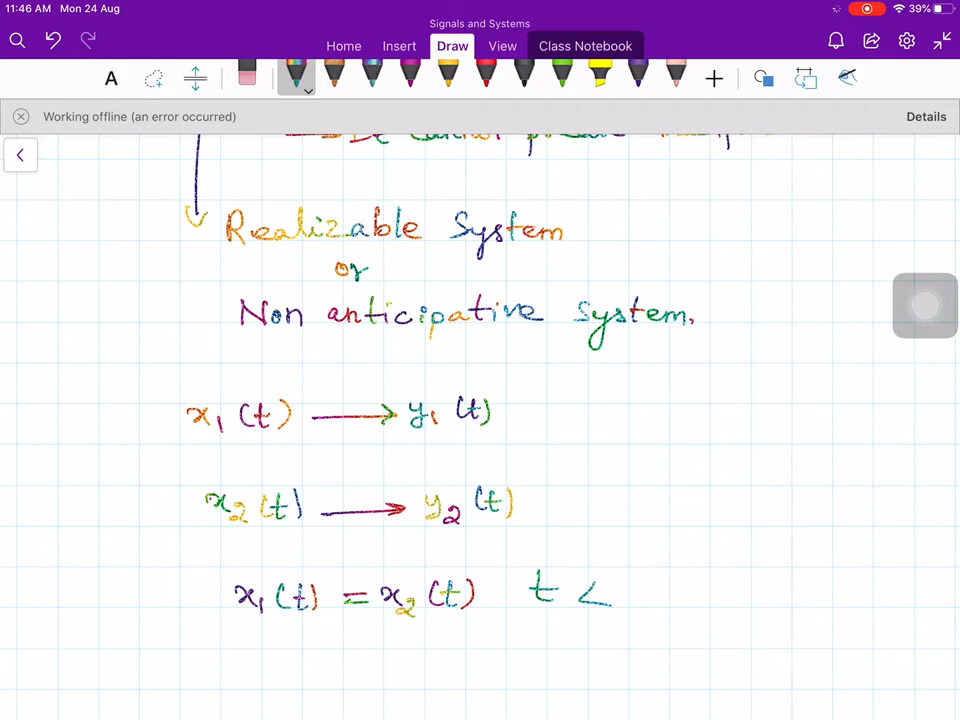 11:46 AM Mon 24 Aug
39%
Signals and Systems
Home Insert Draw View Class Notebook
A
Working offline (an error occurred) Details
Realizable System
or
Non anticipative system.
x₁(t) ⟶ y₁(t)
x₂(t) ⟶ y₂(t)
x₁(t) = x₂(t) t <